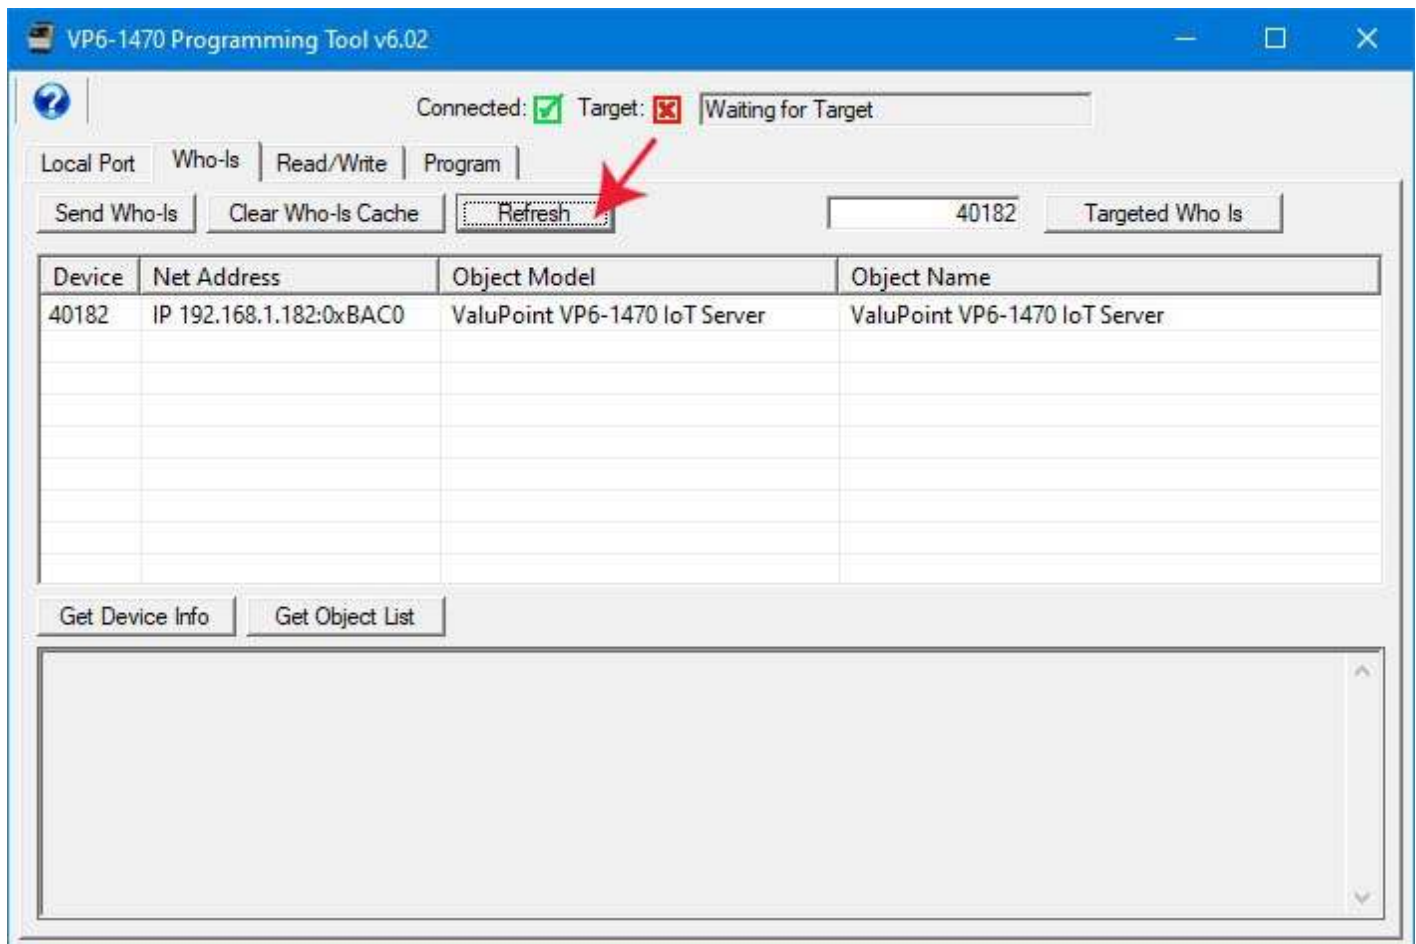 VP6-1470 Programming Tool v6.02
Connected: Target: Waiting for Target
Local Port Who-Is Read/Write Program
Send Who-Is Clear Who-Is Cache Refresh 40182 Targeted Who Is
Device Net Address Object Model Object Name
40182 IP 192.168.1.182:0xBAC0 ValuPoint VP6-1470 IoT Server ValuPoint VP6-1470 IoT Server
Get Device Info Get Object List